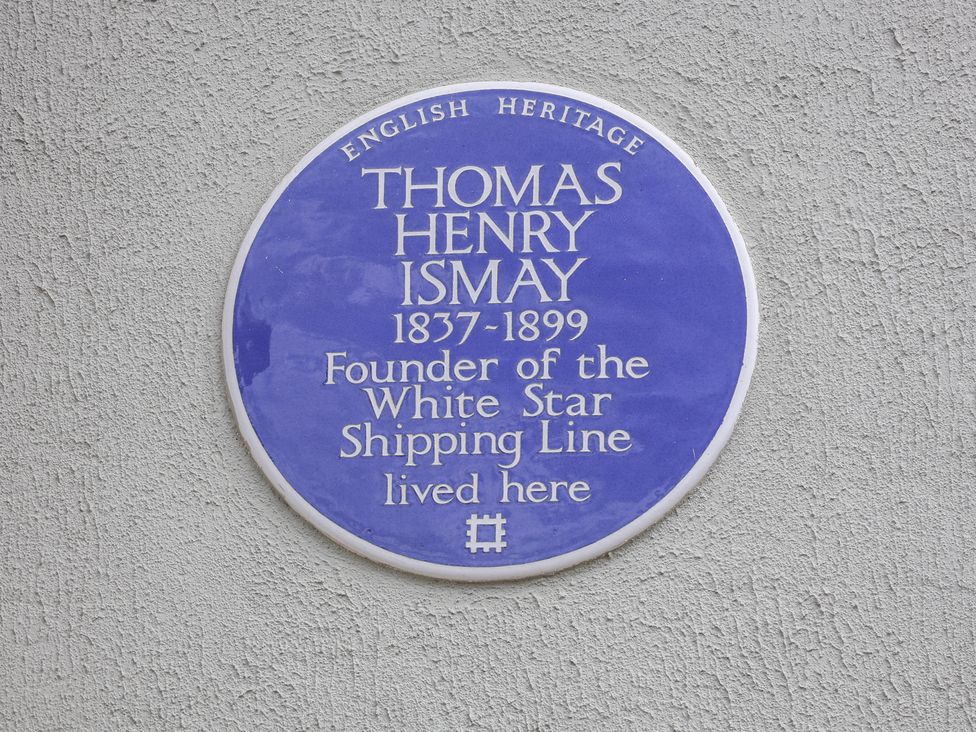 ENGLISH HERITAGE
THOMAS
HENRY
ISMAY
1837-1899
Founder of the
White Star
Shipping Line
lived here